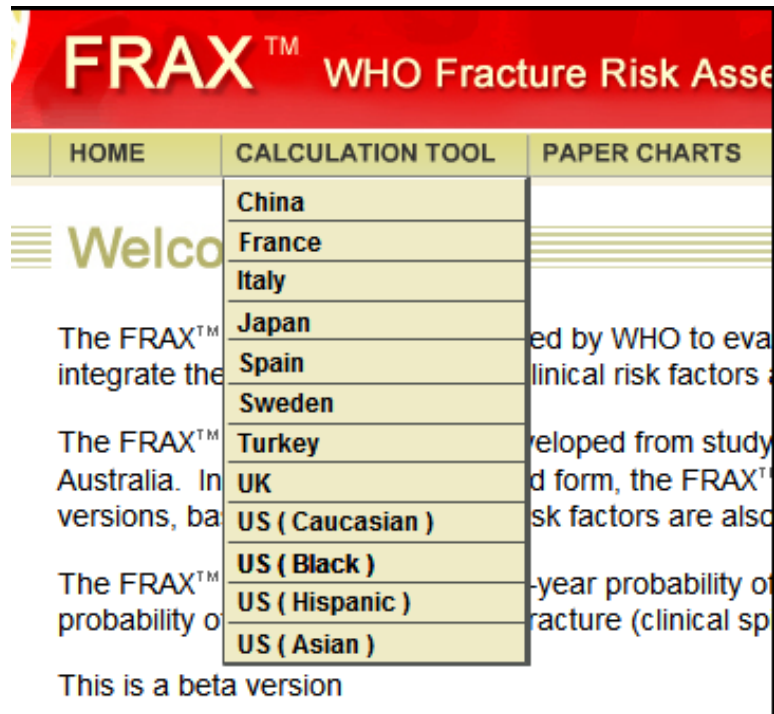 FRAX™ WHO Fracture Risk Asse
HOME CALCULATION TOOL PAPER CHARTS
China
France
Italy
Japan
Spain
Sweden
Turkey
UK
US ( Caucasian )
US ( Black )
US ( Hispanic )
US ( Asian )
Welco
The FRAX™ ed by WHO to eva
integrate the linical risk factors
The FRAX™ veloped from study
Australia. In d form, the FRAX™
versions, ba sk factors are also
The FRAX™ -year probability of
probability of racture (clinical sp
This is a beta version